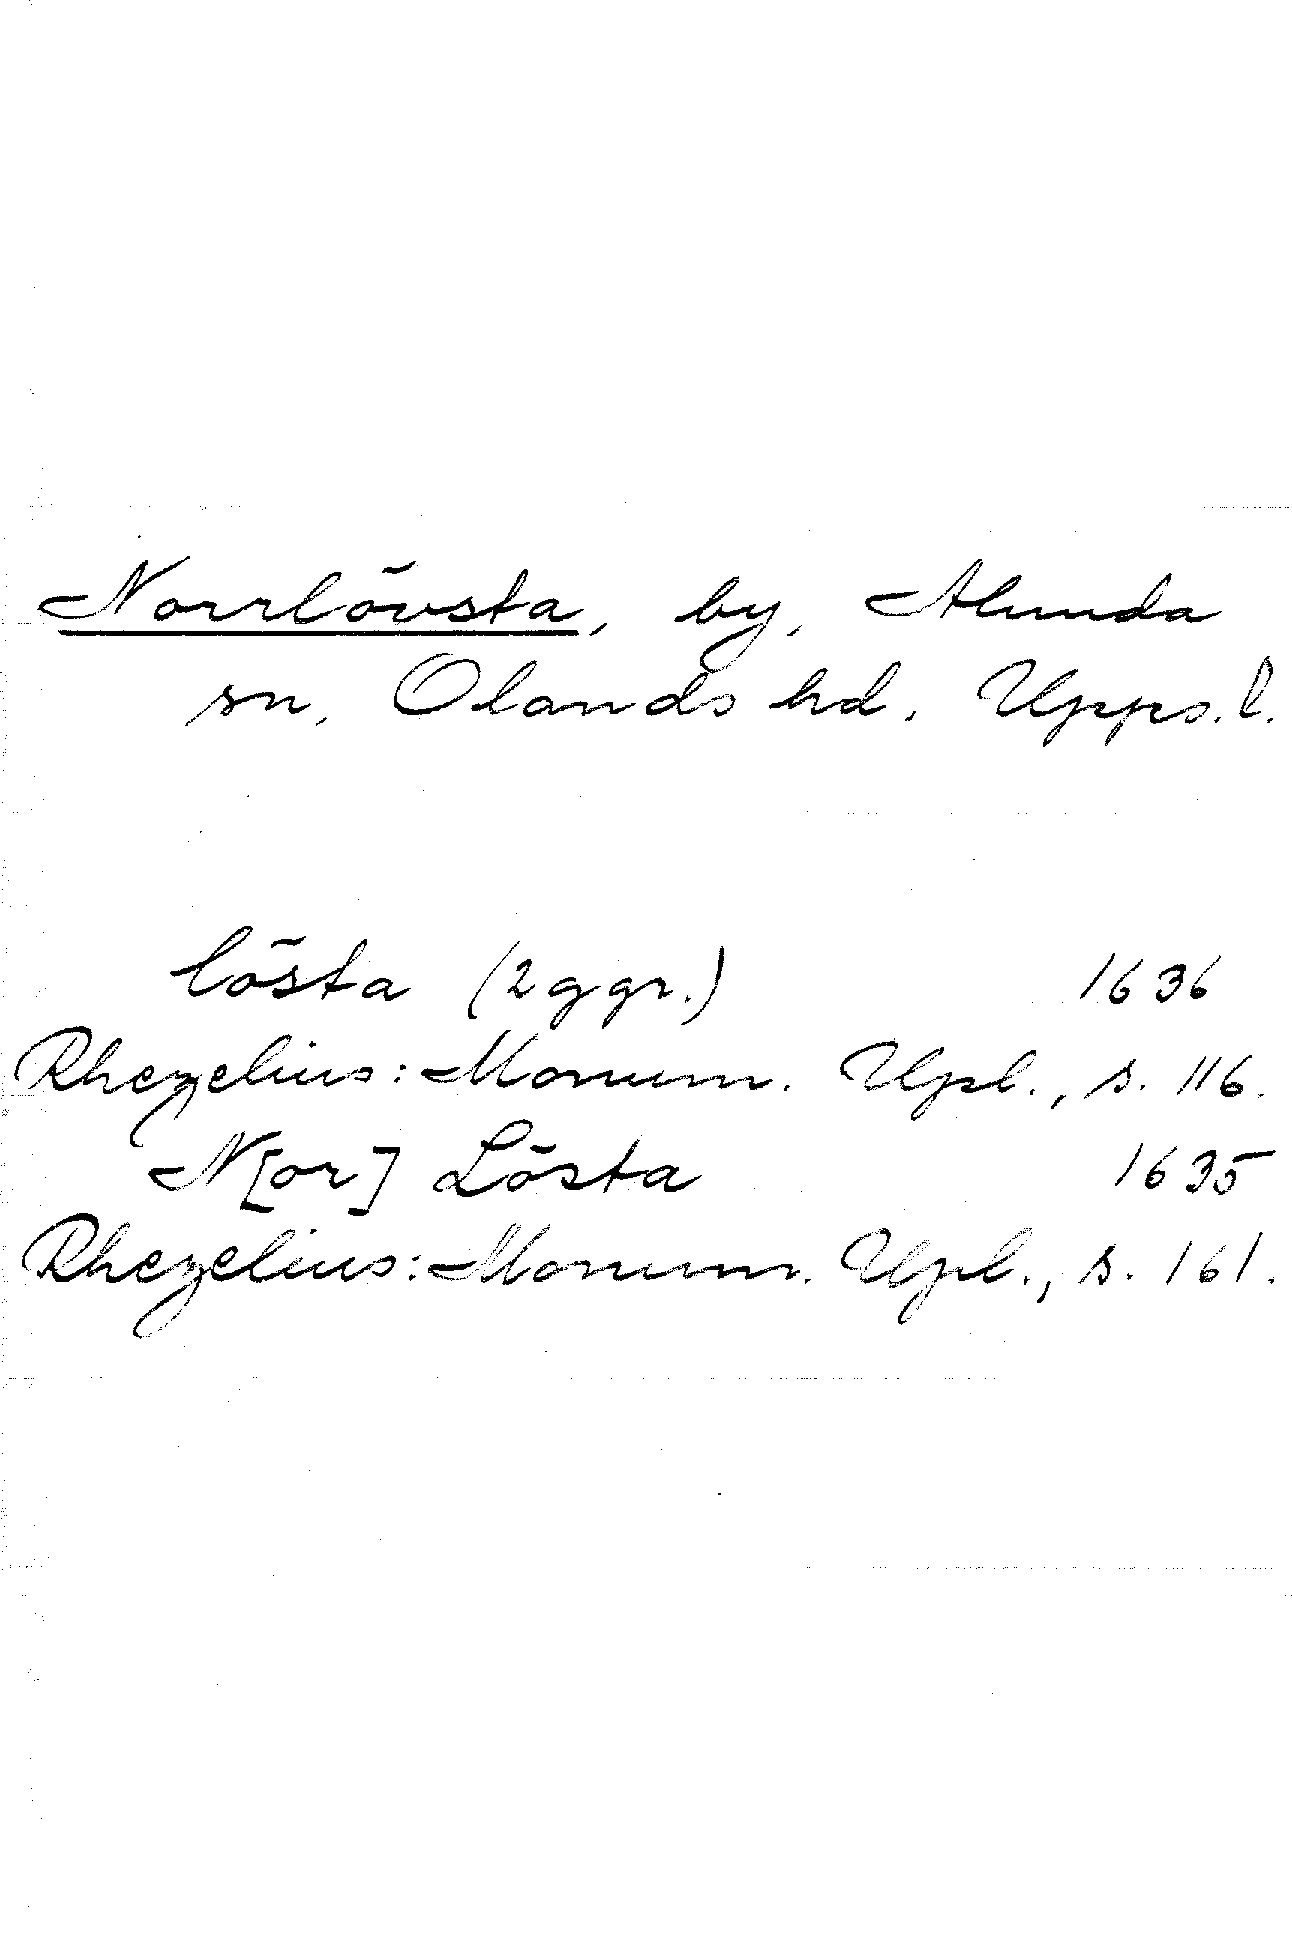 Norrlövsta, by, Alunda
sn, Olands hd, Upps. l.
lösta (2 ggr.) 1636
Rhezelius: Monum. Upl., s. 116.
N[or] Lösta 1635
Rhezelius: Monum. Upl., s. 161.